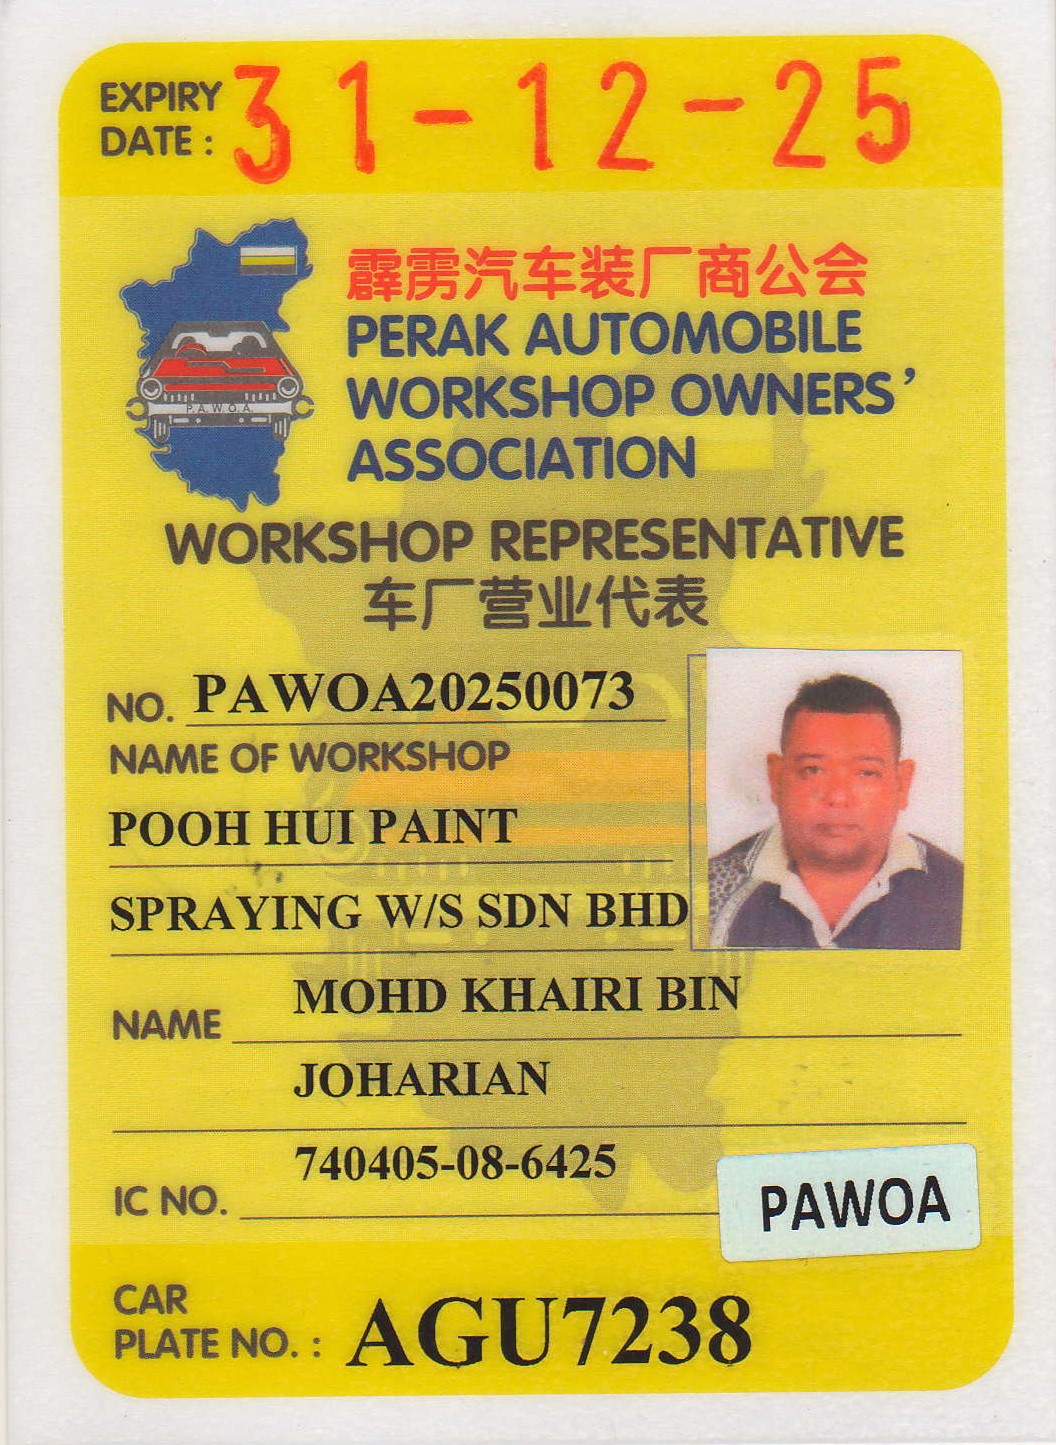 EXPIRY
DATE : 31-12-25
霹雳汽车装厂商公会
PERAK AUTOMOBILE
WORKSHOP OWNERS'
ASSOCIATION
P.A.W.O.A.
WORKSHOP REPRESENTATIVE
车厂营业代表
NO. PAWOA20250073
NAME OF WORKSHOP
POOH HUI PAINT
SPRAYING W/S SDN BHD
MOHD KHAIRI BIN
NAME
JOHARIAN
740405-08-6425
IC NO.
PAWOA
CAR
PLATE NO. : AGU7238